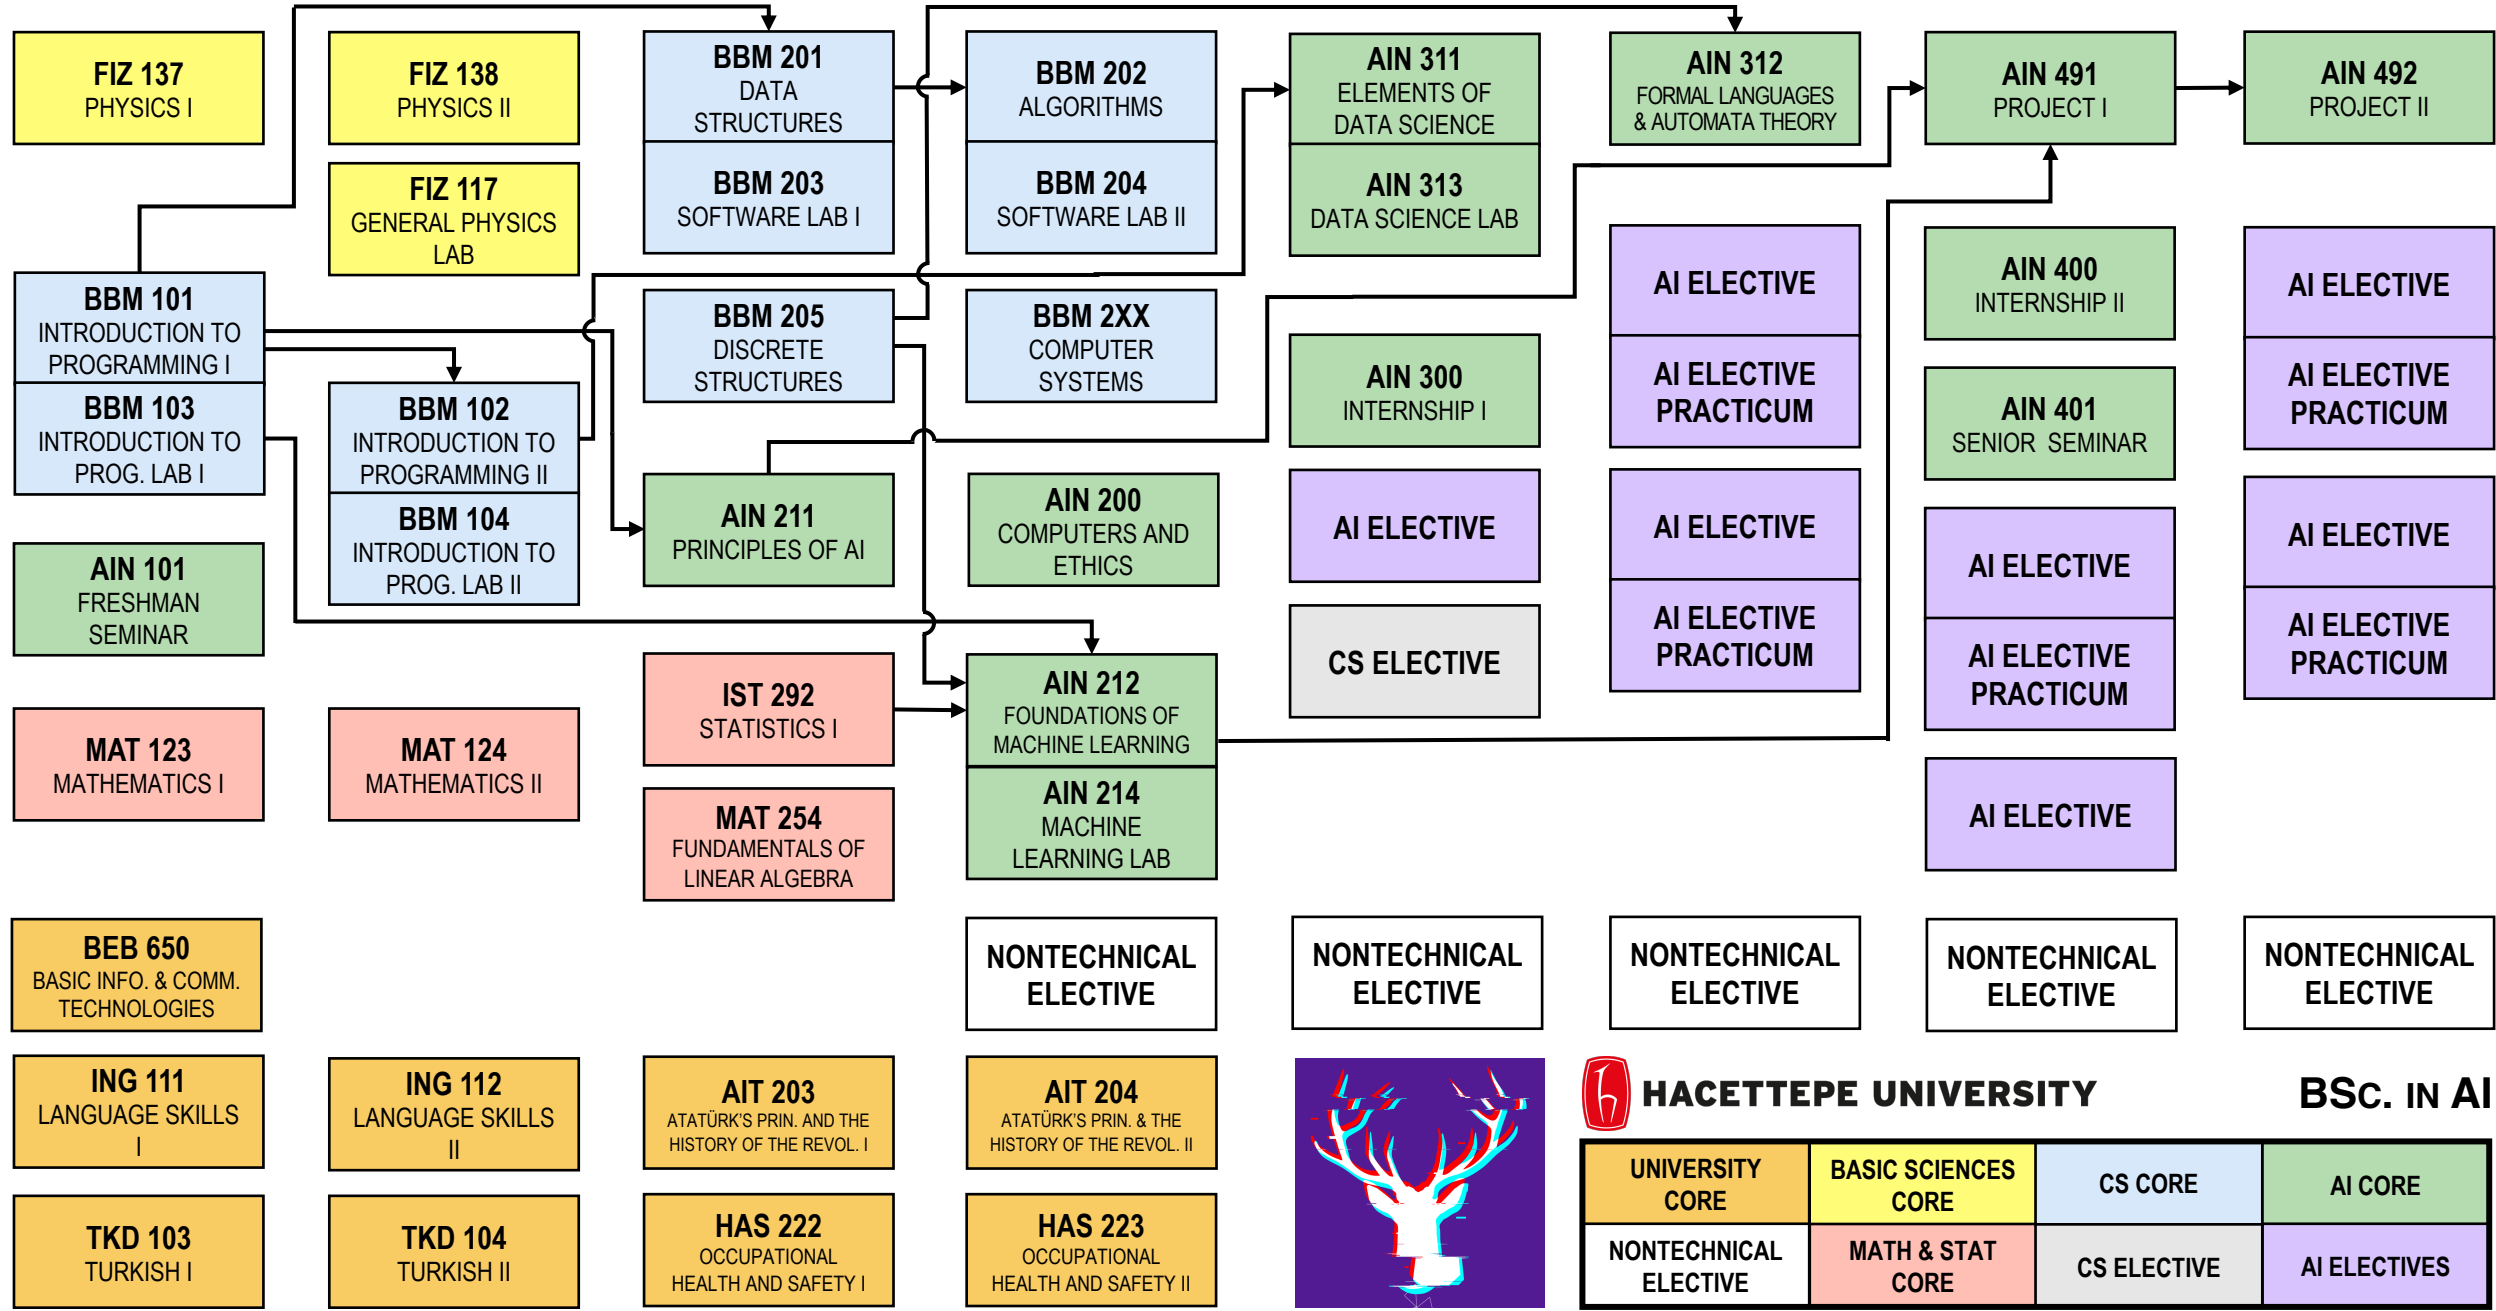 FIZ 137
PHYSICS I
FIZ 138
PHYSICS II
FIZ 117
GENERAL PHYSICS
LAB
BBM 201
DATA
STRUCTURES
BBM 203
SOFTWARE LAB I
BBM 202
ALGORITHMS
BBM 204
SOFTWARE LAB II
AIN 311
ELEMENTS OF
DATA SCIENCE
AIN 313
DATA SCIENCE LAB
AIN 312
FORMAL LANGUAGES
& AUTOMATA THEORY
AIN 491
PROJECT I
AIN 492
PROJECT II
BBM 101
INTRODUCTION TO
PROGRAMMING I
BBM 103
INTRODUCTION TO
PROG. LAB I
BBM 102
INTRODUCTION TO
PROGRAMMING II
BBM 104
INTRODUCTION TO
PROG. LAB II
BBM 205
DISCRETE
STRUCTURES
BBM 2XX
COMPUTER
SYSTEMS
AIN 300
INTERNSHIP I
AI ELECTIVE
AI ELECTIVE
PRACTICUM
AIN 400
INTERNSHIP II
AI ELECTIVE
AI ELECTIVE
PRACTICUM
AIN 401
SENIOR SEMINAR
AIN 101
FRESHMAN
SEMINAR
AIN 211
PRINCIPLES OF AI
AIN 200
COMPUTERS AND
ETHICS
AI ELECTIVE
AI ELECTIVE
AI ELECTIVE
PRACTICUM
AI ELECTIVE
AI ELECTIVE
PRACTICUM
AI ELECTIVE
AI ELECTIVE
PRACTICUM
CS ELECTIVE
MAT 123
MATHEMATICS I
MAT 124
MATHEMATICS II
IST 292
STATISTICS I
AIN 212
FOUNDATIONS OF
MACHINE LEARNING
AIN 214
MACHINE
LEARNING LAB
MAT 254
FUNDAMENTALS OF
LINEAR ALGEBRA
AI ELECTIVE
BEB 650
BASIC INFO. & COMM.
TECHNOLOGIES
NONTECHNICAL
ELECTIVE
NONTECHNICAL
ELECTIVE
NONTECHNICAL
ELECTIVE
NONTECHNICAL
ELECTIVE
NONTECHNICAL
ELECTIVE
ING 111
LANGUAGE SKILLS
I
ING 112
LANGUAGE SKILLS
II
AIT 203
ATATÜRK'S PRIN. AND THE
HISTORY OF THE REVOL. I
AIT 204
ATATÜRK'S PRIN. & THE
HISTORY OF THE REVOL. II
TKD 103
TURKISH I
TKD 104
TURKISH II
HAS 222
OCCUPATIONAL
HEALTH AND SAFETY I
HAS 223
OCCUPATIONAL
HEALTH AND SAFETY II
HACETTEPE UNIVERSITY
BSC. IN AI
UNIVERSITY
CORE
BASIC SCIENCES
CORE
CS CORE
AI CORE
NONTECHNICAL
ELECTIVE
MATH & STAT
CORE
CS ELECTIVE
AI ELECTIVES